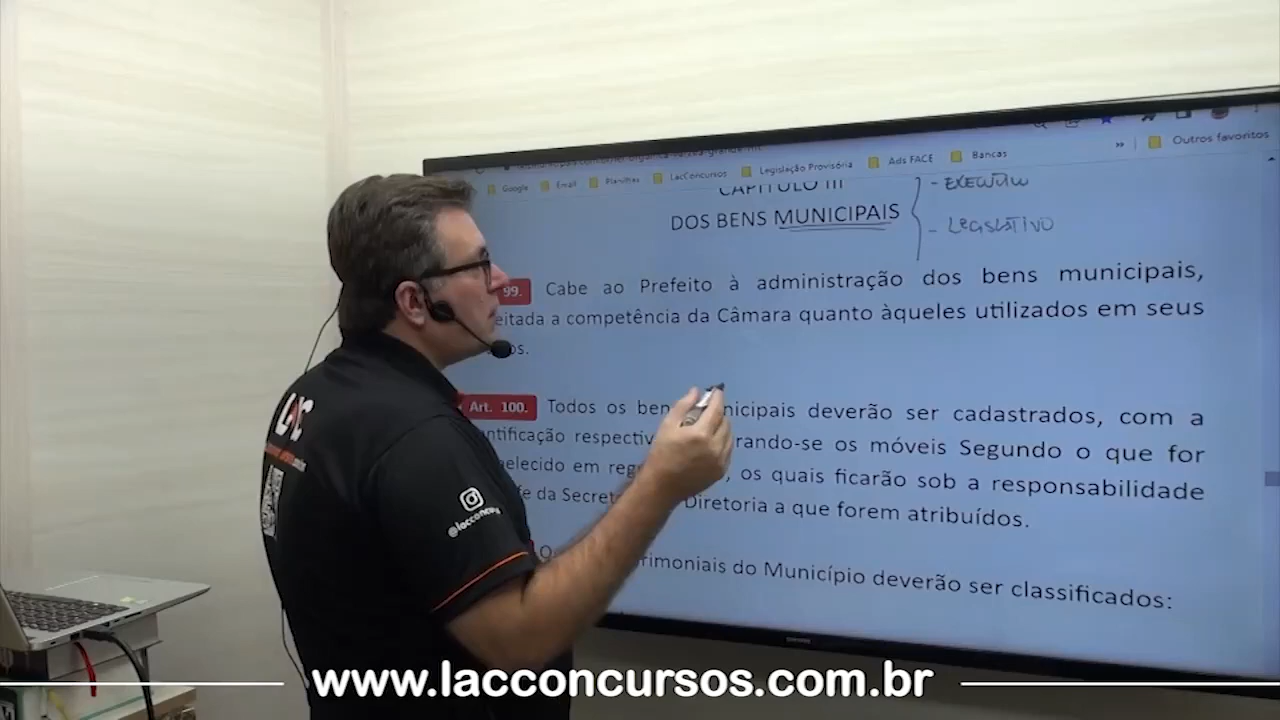 » Outros favoritos
Google Email Planilhas LacConcursos Legislação Provisória Ads FACE Bancas
CAPÍTULO III
DOS BENS MUNICIPAIS
- EXECUTIVO
- LEGISLATIVO
99. Cabe ao Prefeito à administração dos bens municipais,
eitada a competência da Câmara quanto àqueles utilizados em seus
os.
Art. 100. Todos os ben nicipais deverão ser cadastrados, com a
ntificação respectiv rando-se os móveis Segundo o que for
elecido em reg , os quais ficarão sob a responsabilidade
fe da Secret Diretoria a que forem atribuídos.
O rimoniais do Município deverão ser classificados:
LAC
@lacconcu
www.lacconcursos.com.br